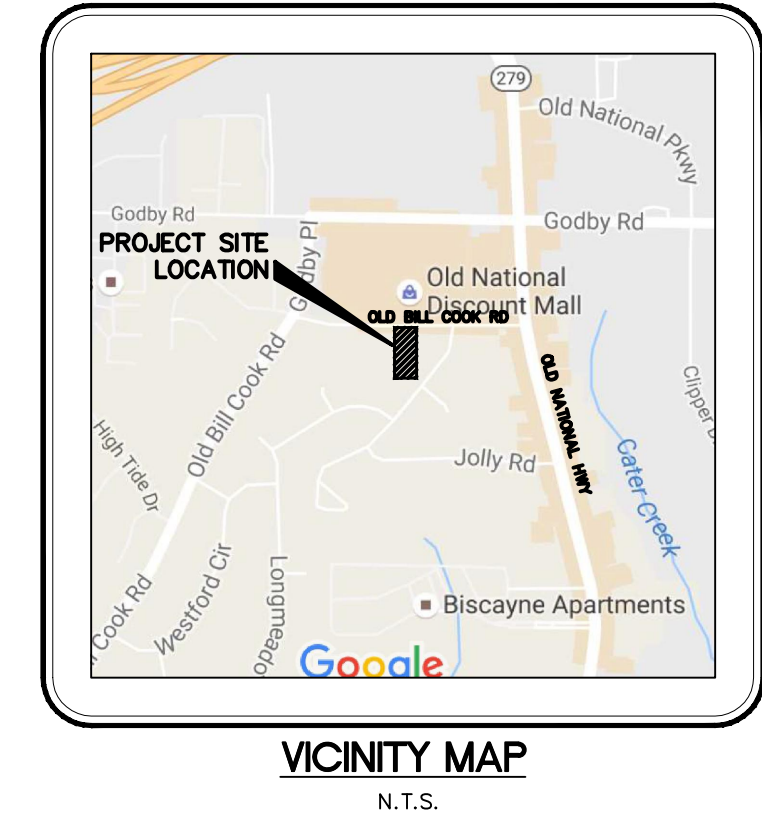 279
Old National Pkwy
Godby Rd
Godby Rd
PROJECT SITE
LOCATION
Godby Pl
Old National
Discount Mall
OLD BILL COOK RD
Old Bill Cook Rd
OLD NATIONAL HWY
Clipper D
High Tide Dr
Jolly Rd
Cater Creek
Cook Rd
Westford Cir
Longmeado
Biscayne Apartments
Google
VICINITY MAP
N.T.S.